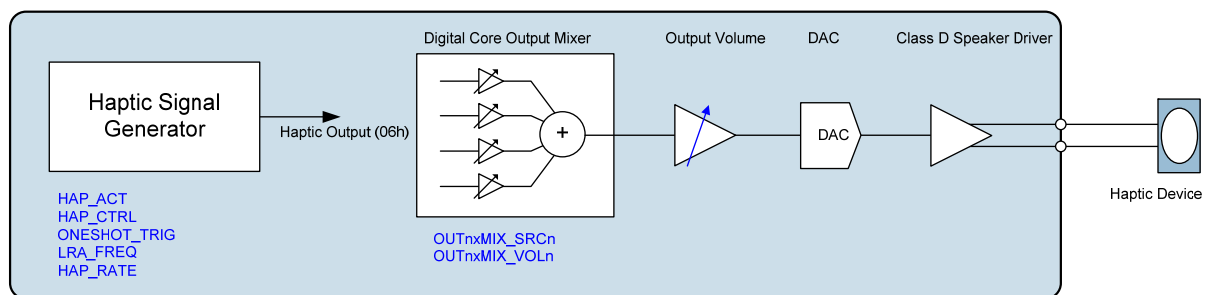 Digital Core Output Mixer
Output Volume
DAC
Class D Speaker Driver
Haptic Signal
Generator
Haptic Output (06h)
+
DAC
Haptic Device
HAP_ACT
HAP_CTRL
ONESHOT_TRIG
LRA_FREQ
HAP_RATE
OUTnxMIX_SRCn
OUTnxMIX_VOLn